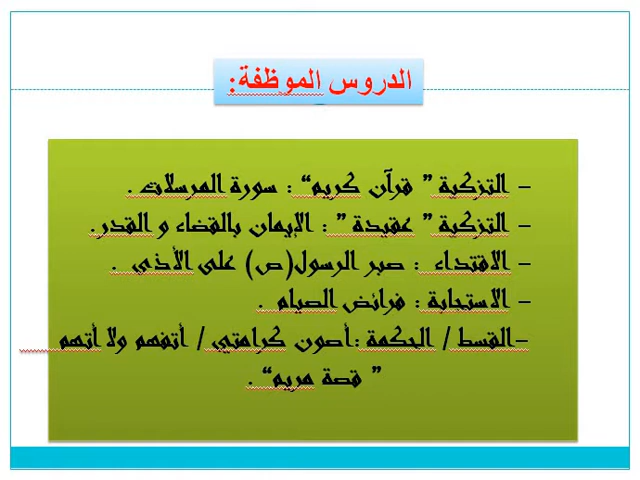 الدروس الموظفة:
- التزكية " قرآن كريم" : سورة المرسلات .
- التزكية " عقيدة " : الإيمان بالقضاء و القدر.
- الاقتداء : صبر الرسول(ص) على الأذى .
- الاستجابة : فرائض الصيام .
-القسط / الحكمة :أصون كرامتي / أتفهم ولا أتهم
" قصة مريم" .